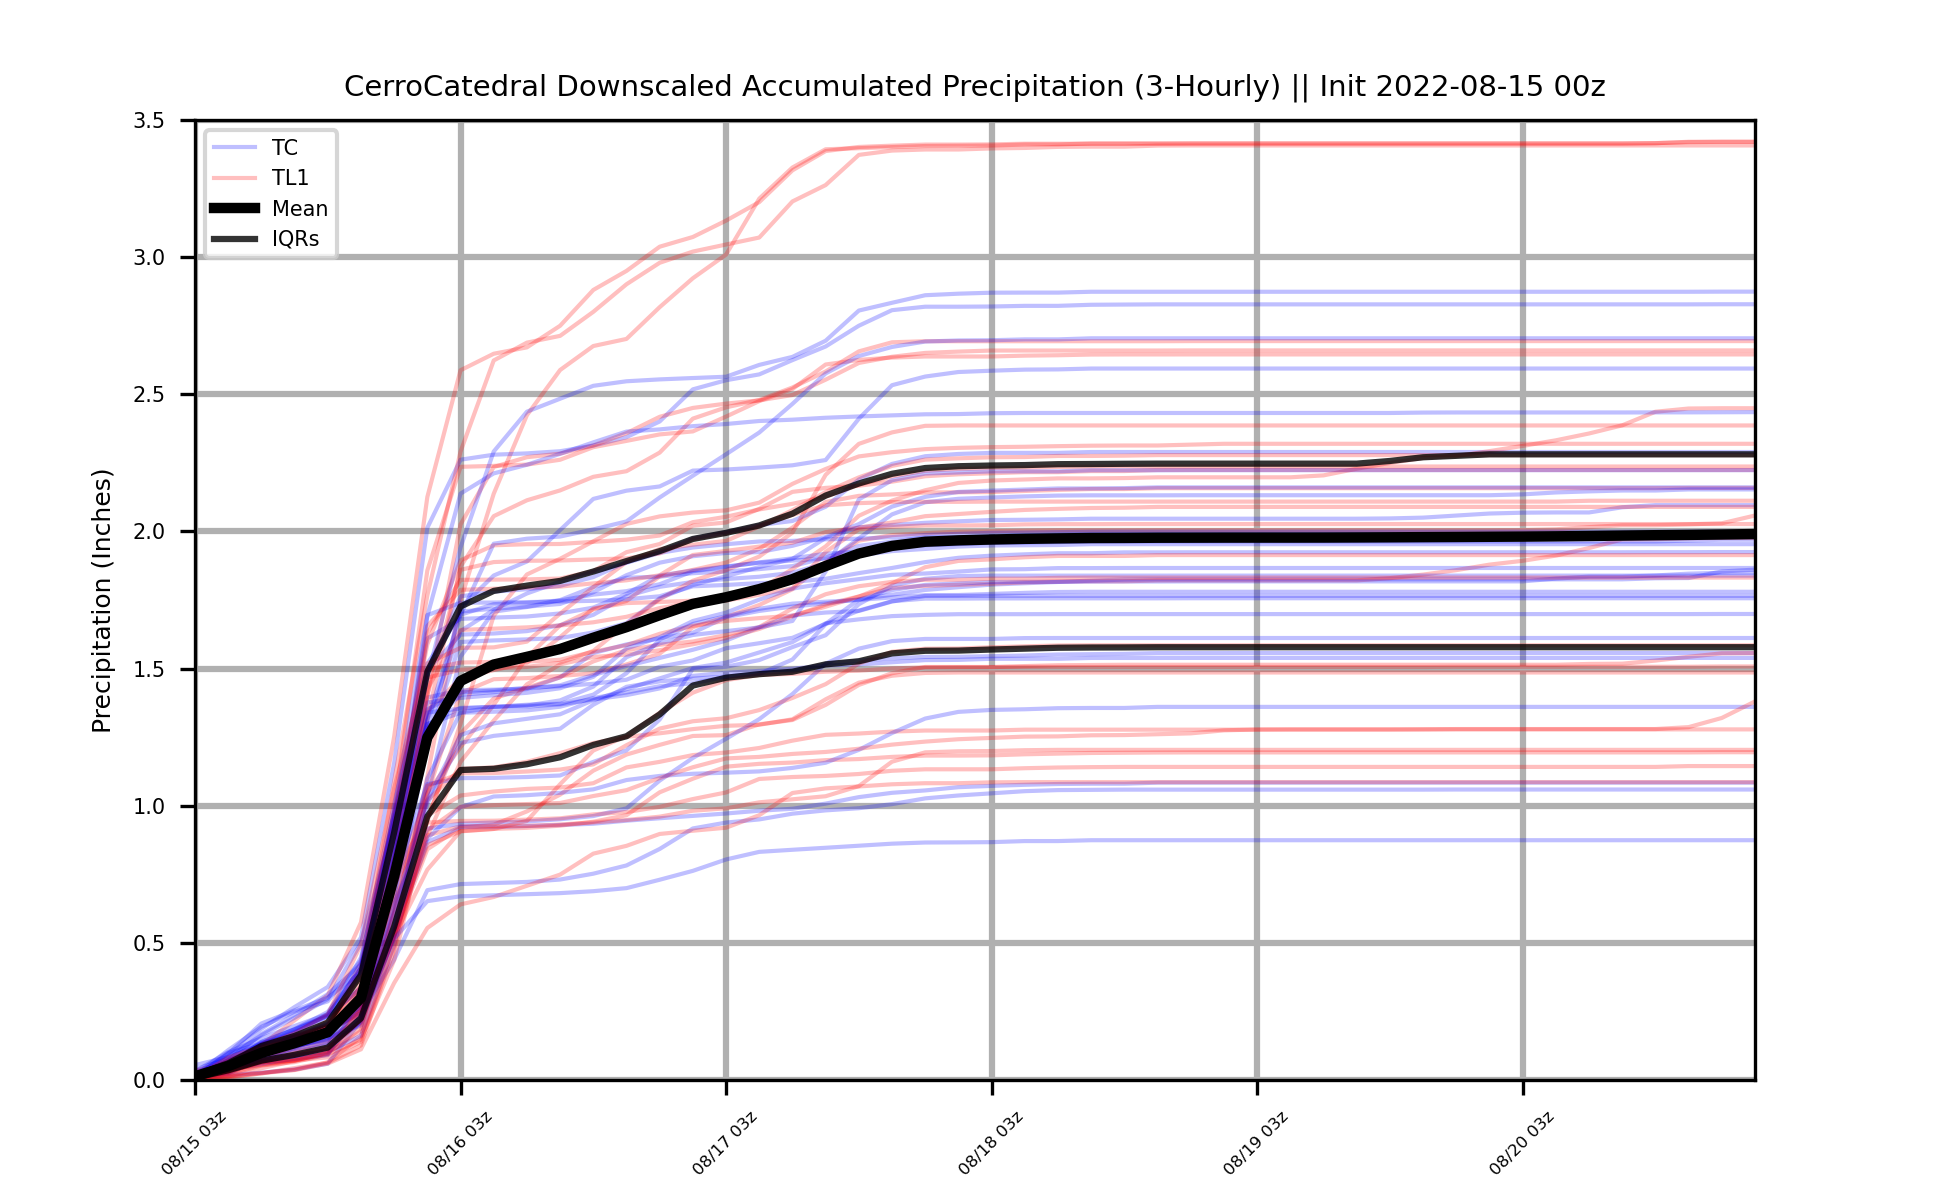 CerroCatedral Downscaled Accumulated Precipitation (3-Hourly) || Init 2022-08-15 00z
3.5
3.0
2.5
2.0
1.5
1.0
0.5
0.0
Precipitation (Inches)
TC
TL1
Mean
IQRs
08/15 03z
08/16 03z
08/17 03z
08/18 03z
08/19 03z
08/20 03z